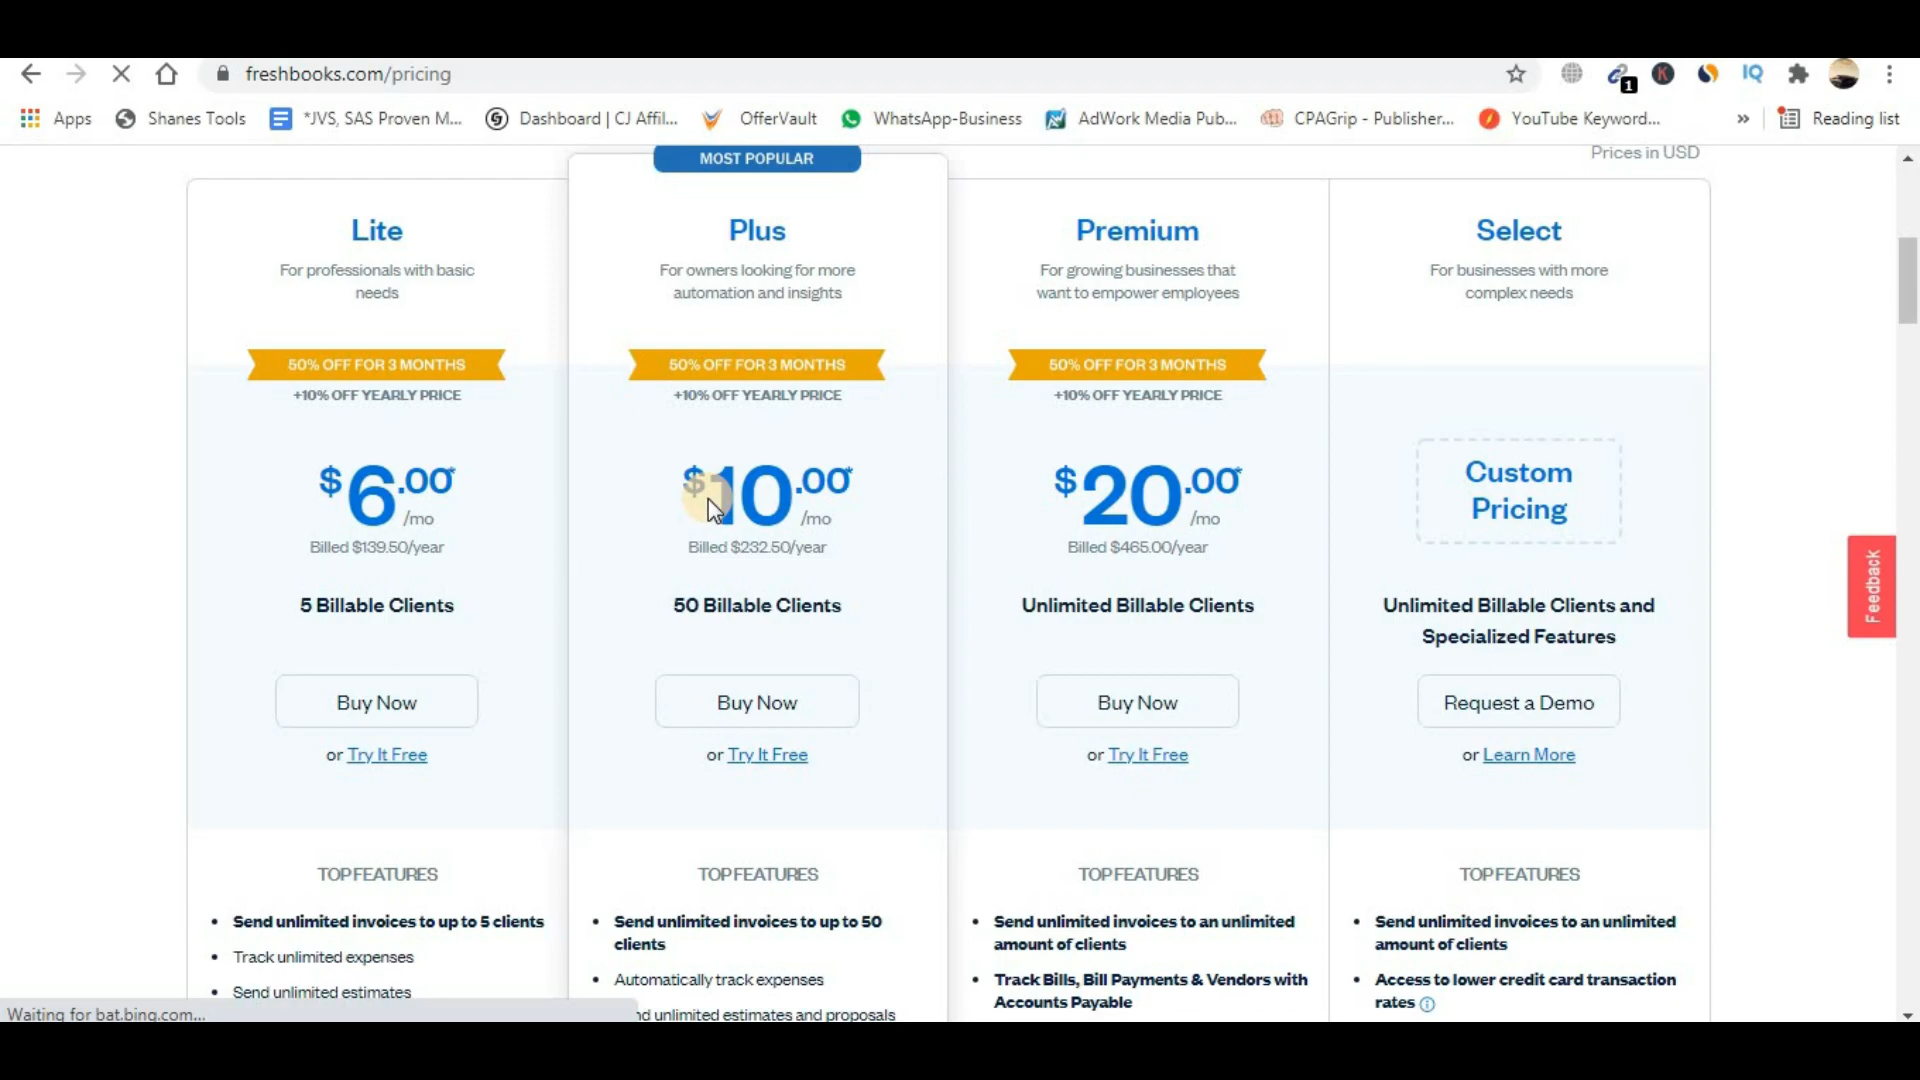 freshbooks.com/pricing
1
K
IQ
Apps
Shanes Tools
*JVS, SAS Proven M...
Dashboard | CJ Affil...
OfferVault
WhatsApp-Business
AdWork Media Pub...
CPAGrip - Publisher...
YouTube Keyword...
»
Reading list
Prices in USD
MOST POPULAR
Lite
For professionals with basic
needs
50% OFF FOR 3 MONTHS
+10% OFF YEARLY PRICE
$6.00*
/mo
Billed $139.50/year
5 Billable Clients
Buy Now
or Try It Free
TOP FEATURES
• Send unlimited invoices to up to 5 clients
• Track unlimited expenses
• Send unlimited estimates
Plus
For owners looking for more
automation and insights
50% OFF FOR 3 MONTHS
+10% OFF YEARLY PRICE
$10.00*
/mo
Billed $232.50/year
50 Billable Clients
Buy Now
or Try It Free
TOP FEATURES
• Send unlimited invoices to up to 50
clients
• Automatically track expenses
nd unlimited estimates and proposals
Premium
For growing businesses that
want to empower employees
50% OFF FOR 3 MONTHS
+10% OFF YEARLY PRICE
$20.00*
/mo
Billed $465.00/year
Unlimited Billable Clients
Buy Now
or Try It Free
TOP FEATURES
• Send unlimited invoices to an unlimited
amount of clients
• Track Bills, Bill Payments & Vendors with
Accounts Payable
Select
For businesses with more
complex needs
Custom
Pricing
Unlimited Billable Clients and
Specialized Features
Request a Demo
or Learn More
TOP FEATURES
• Send unlimited invoices to an unlimited
amount of clients
• Access to lower credit card transaction
rates
Feedback
Waiting for bat.bing.com...